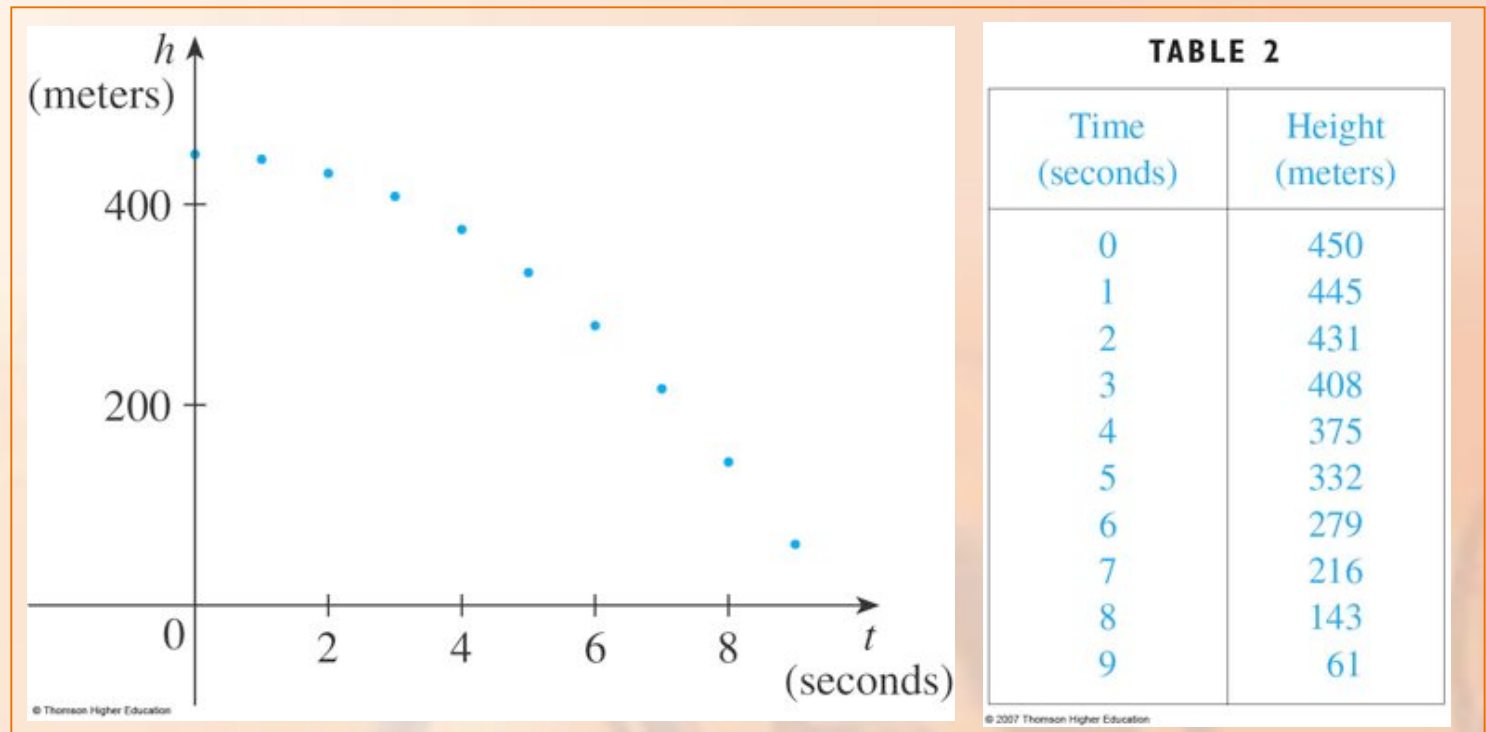 h
(meters)
400
200
0
2
4
6
8
t
(seconds)
© Thomson Higher Education
TABLE 2
Time Height
(seconds) (meters)
0 450
1 445
2 431
3 408
4 375
5 332
6 279
7 216
8 143
9 61
© 2007 Thomson Higher Education